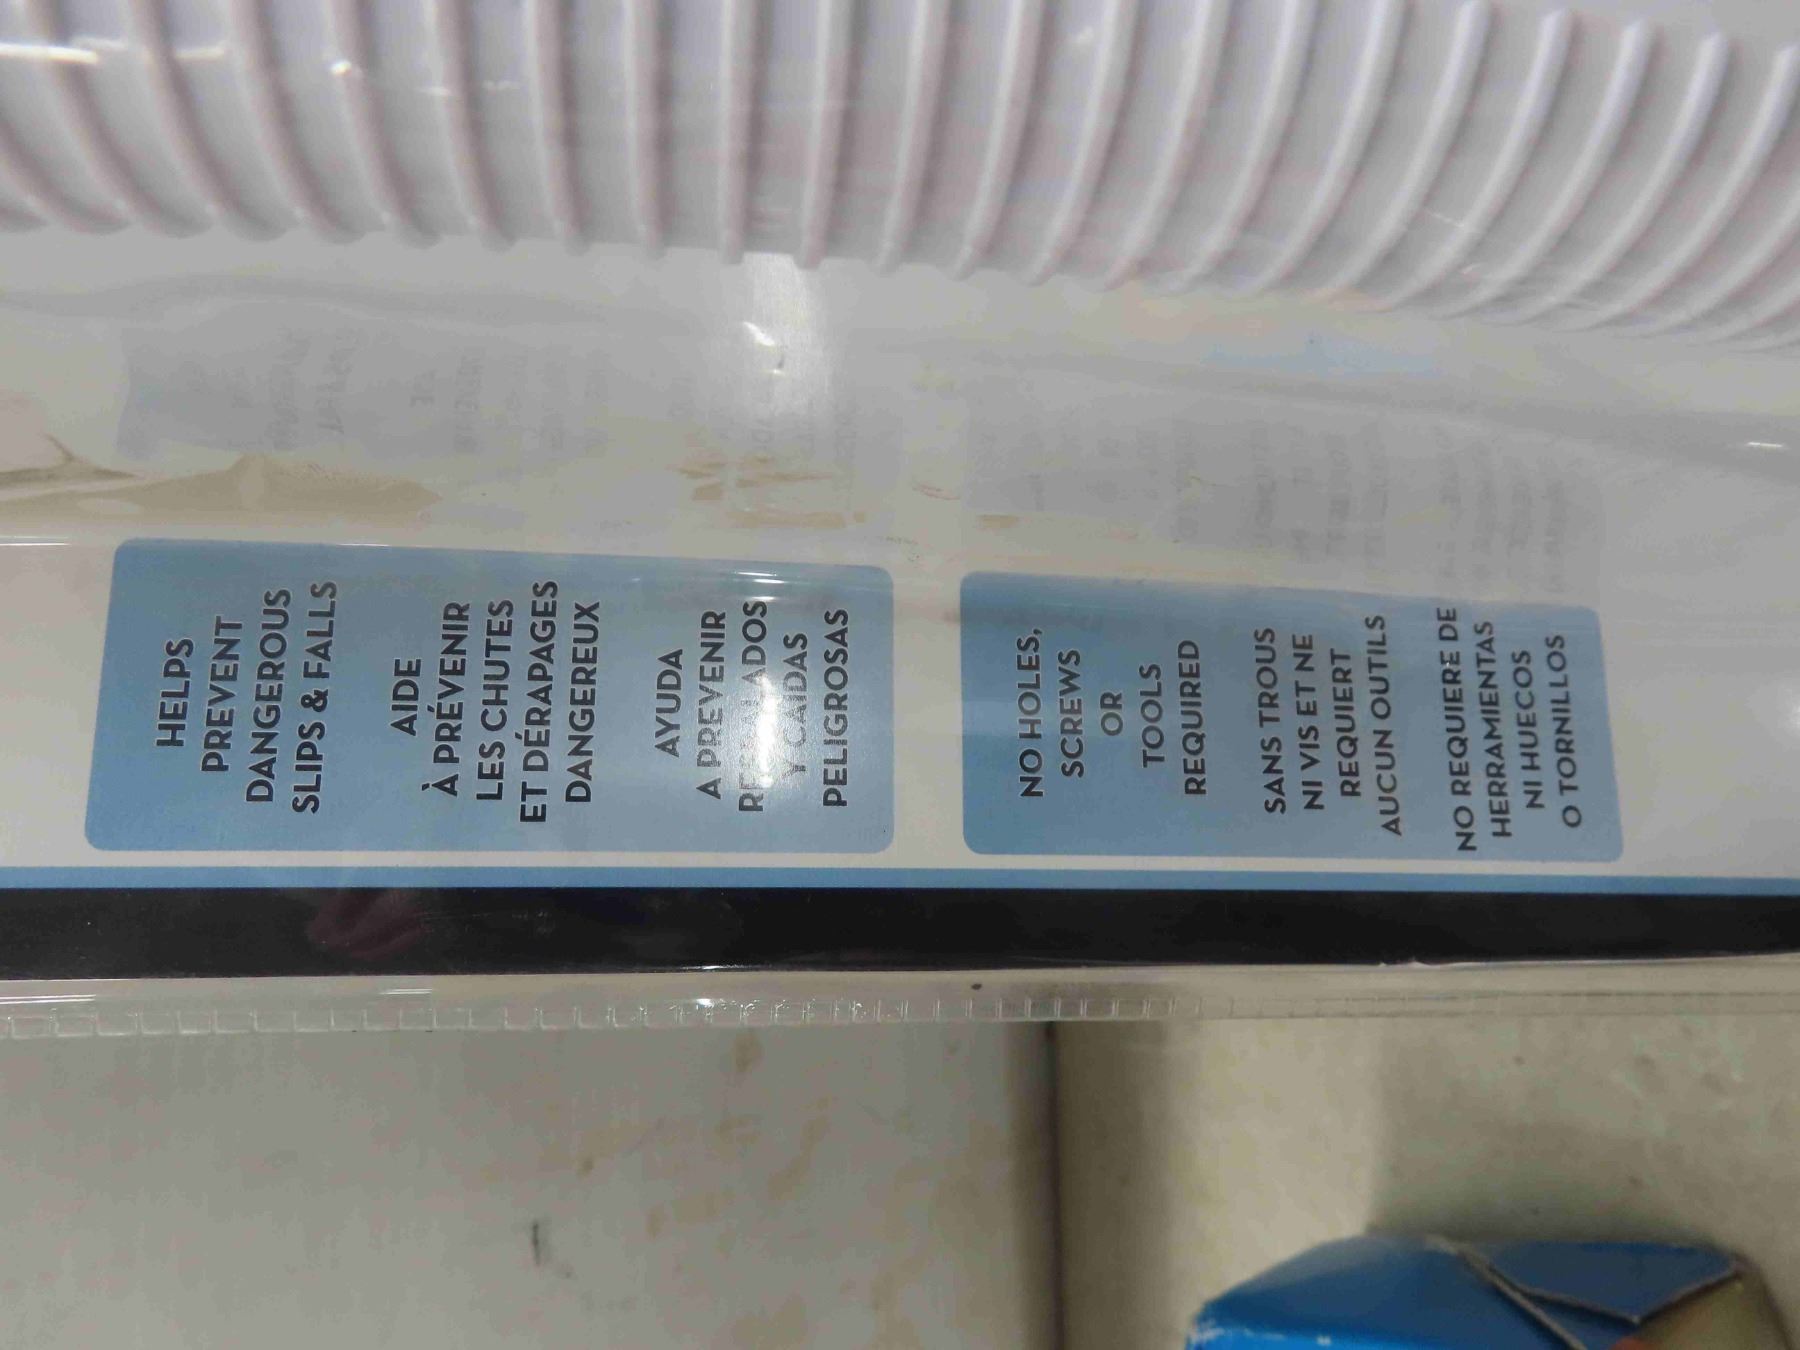 HELPS
PREVENT
DANGEROUS
SLIPS & FALLS
AIDE
À PRÉVENIR
LES CHUTES
ET DÉRAPAGES
DANGEREUX
AYUDA
A PREVENIR
RESBALADOS
Y CAIDAS
PELIGROSAS
NO HOLES,
SCREWS
OR
TOOLS
REQUIRED
SANS TROUS
NI VIS ET NE
REQUIERT
AUCUN OUTILS
NO REQUIERE DE
HERRAMIENTAS
NI HUECOS
O TORNILLOS